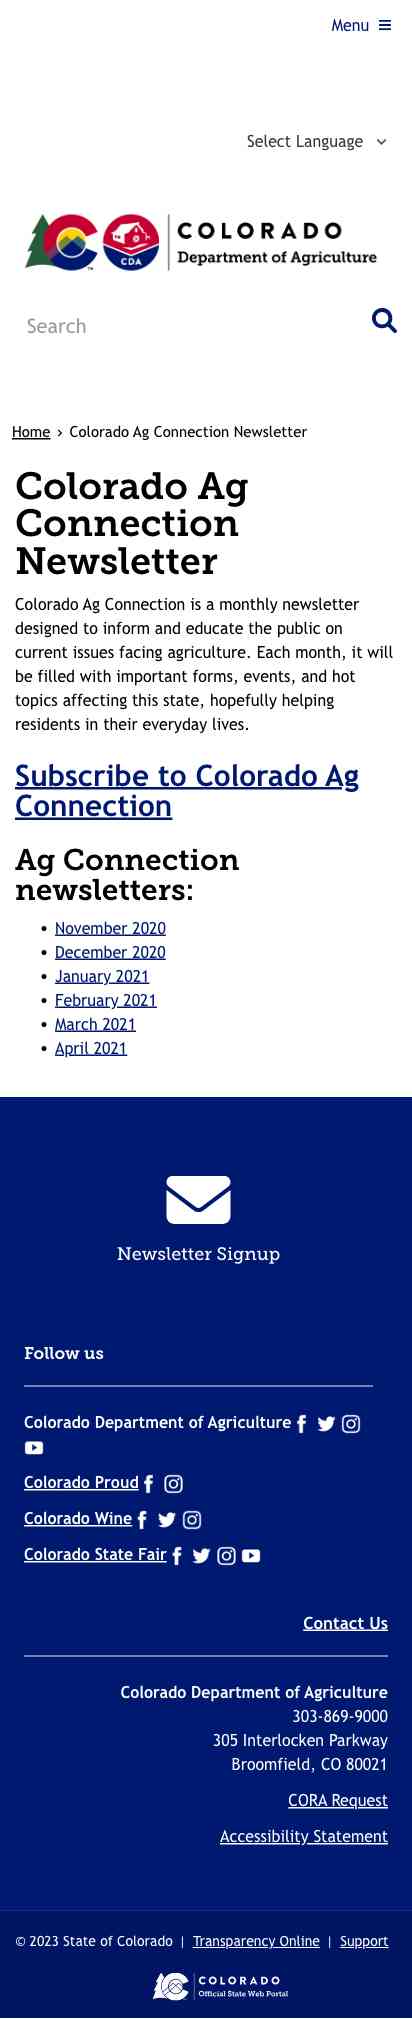 Menu
Select Language
CDA
COLORADO
Department of Agriculture
TM
Search
Home › Colorado Ag Connection Newsletter
Colorado Ag
Connection
Newsletter
Colorado Ag Connection is a monthly newsletter
designed to inform and educate the public on
current issues facing agriculture. Each month, it will
be filled with important forms, events, and hot
topics affecting this state, hopefully helping
residents in their everyday lives.
Subscribe to Colorado Ag
Connection
Ag Connection
newsletters:
• November 2020
• December 2020
• January 2021
• February 2021
• March 2021
• April 2021
Newsletter Signup
Follow us
Colorado Department of Agriculture
Colorado Proud
Colorado Wine
Colorado State Fair
Contact Us
Colorado Department of Agriculture
303-869-9000
305 Interlocken Parkway
Broomfield, CO 80021
CORA Request
Accessibility Statement
© 2023 State of Colorado | Transparency Online | Support
COLORADO
Official State Web Portal